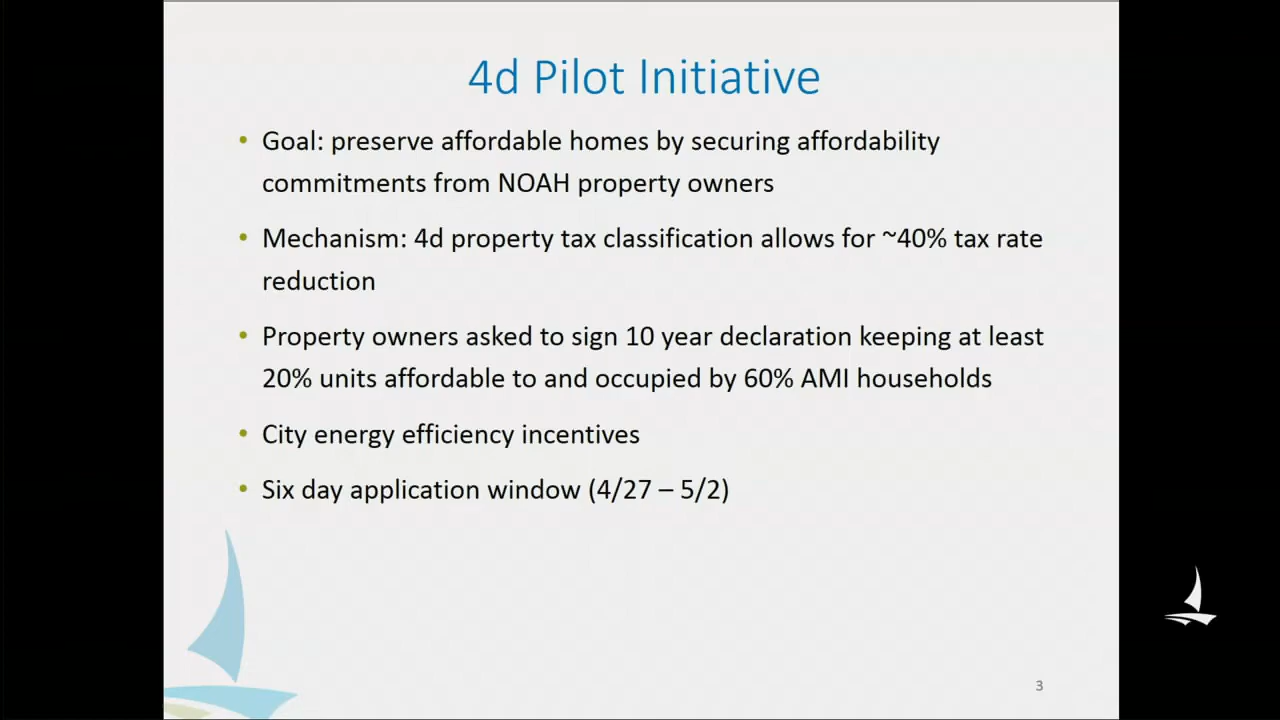 4d Pilot Initiative
• Goal: preserve affordable homes by securing affordability
commitments from NOAH property owners
• Mechanism: 4d property tax classification allows for ~40% tax rate
reduction
• Property owners asked to sign 10 year declaration keeping at least
20% units affordable to and occupied by 60% AMI households
• City energy efficiency incentives
• Six day application window (4/27 – 5/2)
3